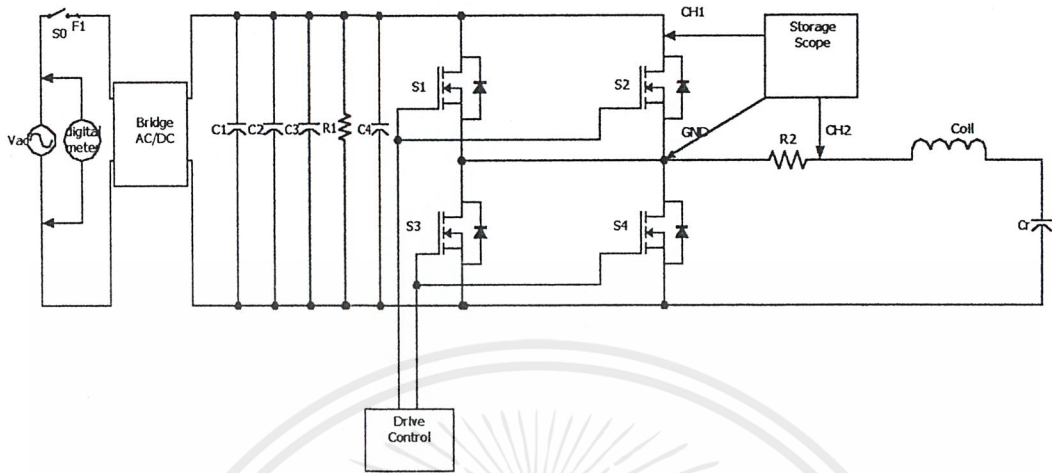 S0
F1
CH1
Storage
Scope
S1
S2
Vac
digital
meter
Bridge
AC/DC
C1
C2
C3
R1
C4
GND
CH2
R2
Coil
S3
S4
Cr
Drive
Control